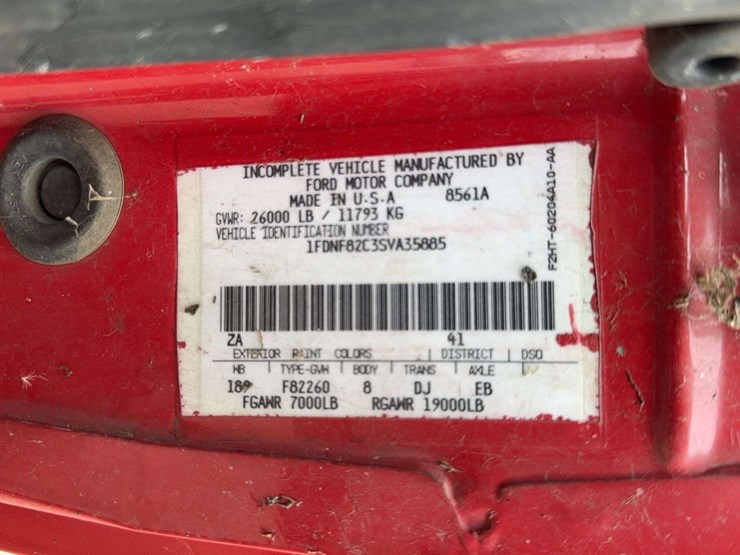 INCOMPLETE VEHICLE MANUFACTURED BY
FORD MOTOR COMPANY
MADE IN U.S.A 8561A
GVWR: 26000 LB / 11793 KG
VEHICLE IDENTIFICATION NUMBER
1FDNF82C3SVA35885
F2HT-60204A10-AA
ZA 41
EXTERIOR PAINT COLORS DISTRICT DSO
WB TYPE-GVW BODY TRANS AXLE
189 F82260 8 DJ EB
FGAWR 7000LB RGAWR 19000LB